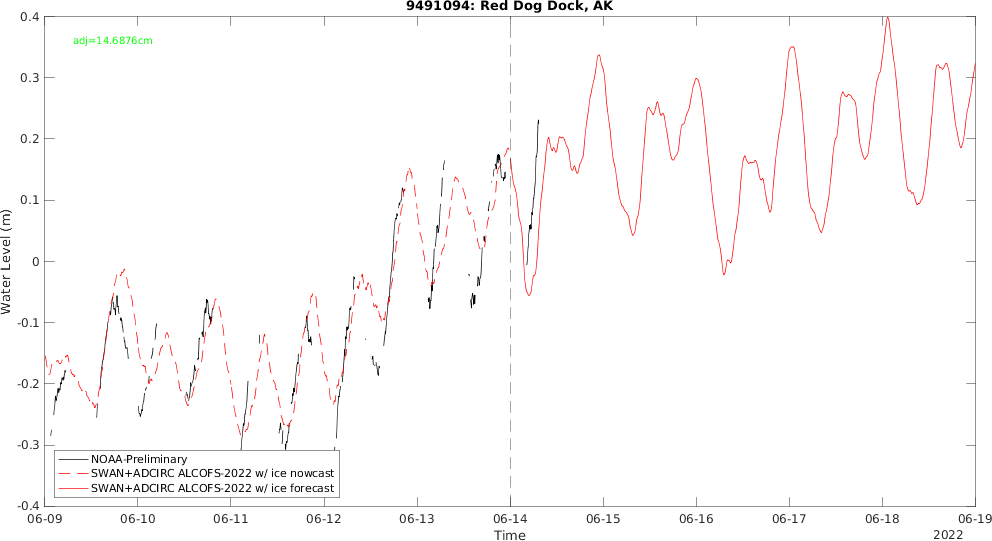 9491094: Red Dog Dock, AK
adj=14.6876cm
Water Level (m)
0.4
0.3
0.2
0.1
0
-0.1
-0.2
-0.3
-0.4
NOAA-Preliminary
SWAN+ADCIRC ALCOFS-2022 w/ ice nowcast
SWAN+ADCIRC ALCOFS-2022 w/ ice forecast
06-09 06-10 06-11 06-12 06-13 06-14 06-15 06-16 06-17 06-18 06-19
Time
2022